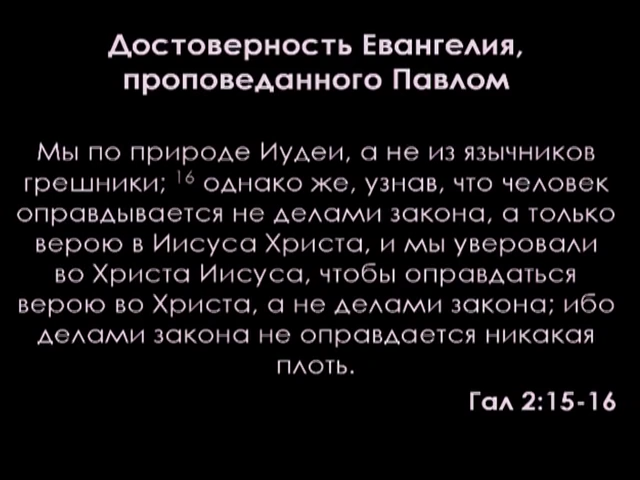 Достоверность Евангелия,
проповеданного Павлом
Мы по природе Иудеи, а не из язычников
грешники; 16 однако же, узнав, что человек
оправдывается не делами закона, а только
верою в Иисуса Христа, и мы уверовали
во Христа Иисуса, чтобы оправдаться
верою во Христа, а не делами закона; ибо
делами закона не оправдается никакая
плоть.
Гал 2:15-16